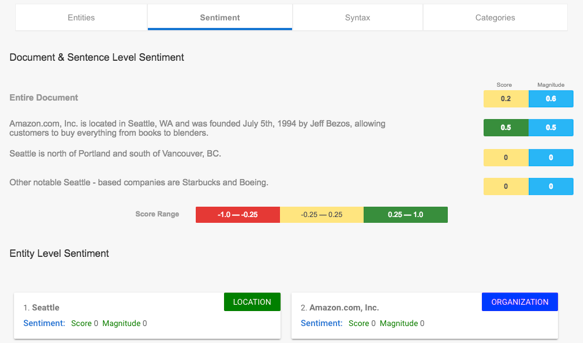 Entities Sentiment Syntax Categories
Document & Sentence Level Sentiment
Score Magnitude
Entire Document 0.2 0.6
Amazon.com, Inc. is located in Seattle, WA and was founded July 5th, 1994 by Jeff Bezos, allowing
customers to buy everything from books to blenders. 0.5 0.5
Seattle is north of Portland and south of Vancouver, BC. 0 0
Other notable Seattle - based companies are Starbucks and Boeing. 0 0
Score Range -1.0 — -0.25 -0.25 — 0.25 0.25 — 1.0
Entity Level Sentiment
LOCATION ORGANIZATION
1. Seattle 2. Amazon.com, Inc.
Sentiment: Score 0 Magnitude 0 Sentiment: Score 0 Magnitude 0